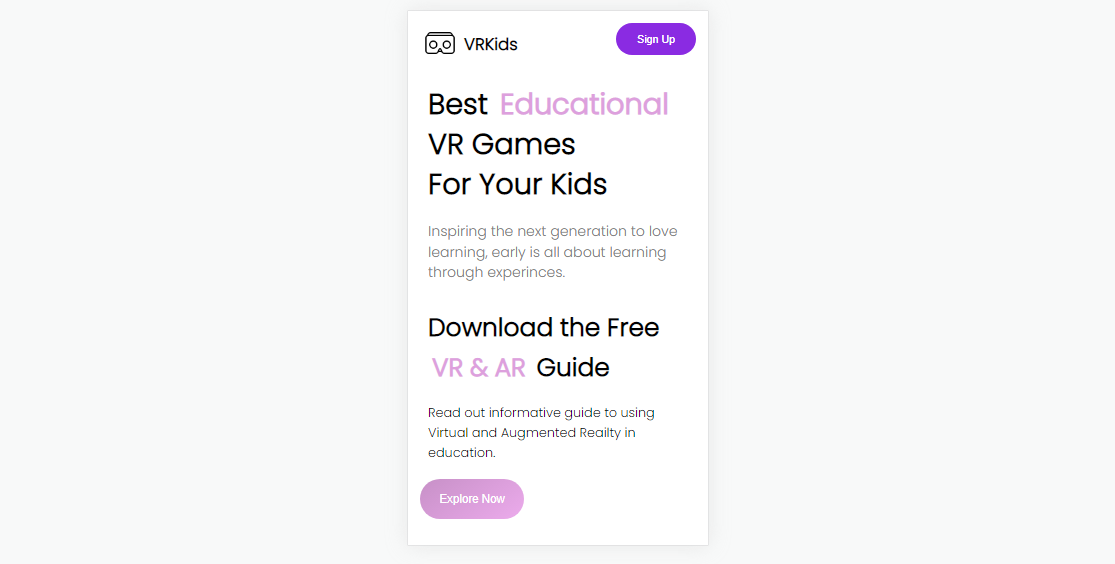 VRKids
Sign Up
Best Educational
VR Games
For Your Kids
Inspiring the next generation to love
learning, early is all about learning
through experinces.
Download the Free
VR & AR Guide
Read out informative guide to using
Virtual and Augmented Reailty in
education.
Explore Now